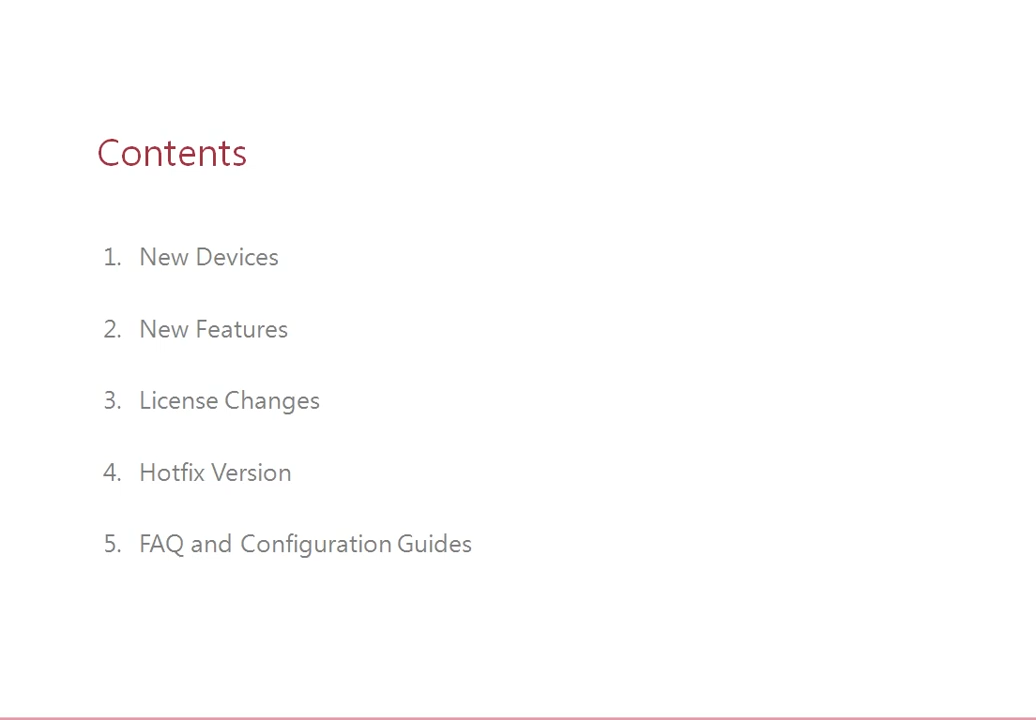 Contents
1. New Devices
2. New Features
3. License Changes
4. Hotfix Version
5. FAQ and Configuration Guides